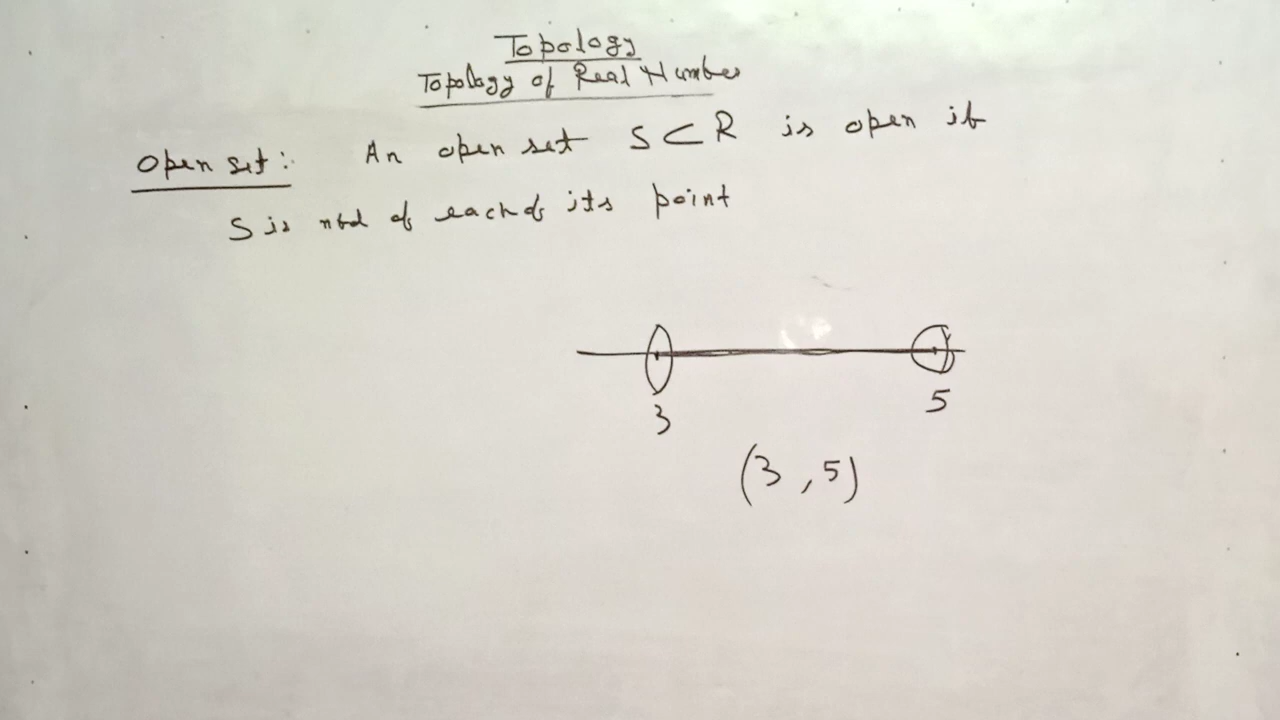 Topology
Topology of Real Number
Open set:- An open set S⊂R is open if
S is nbd of each of its point
3 5
(3,5)